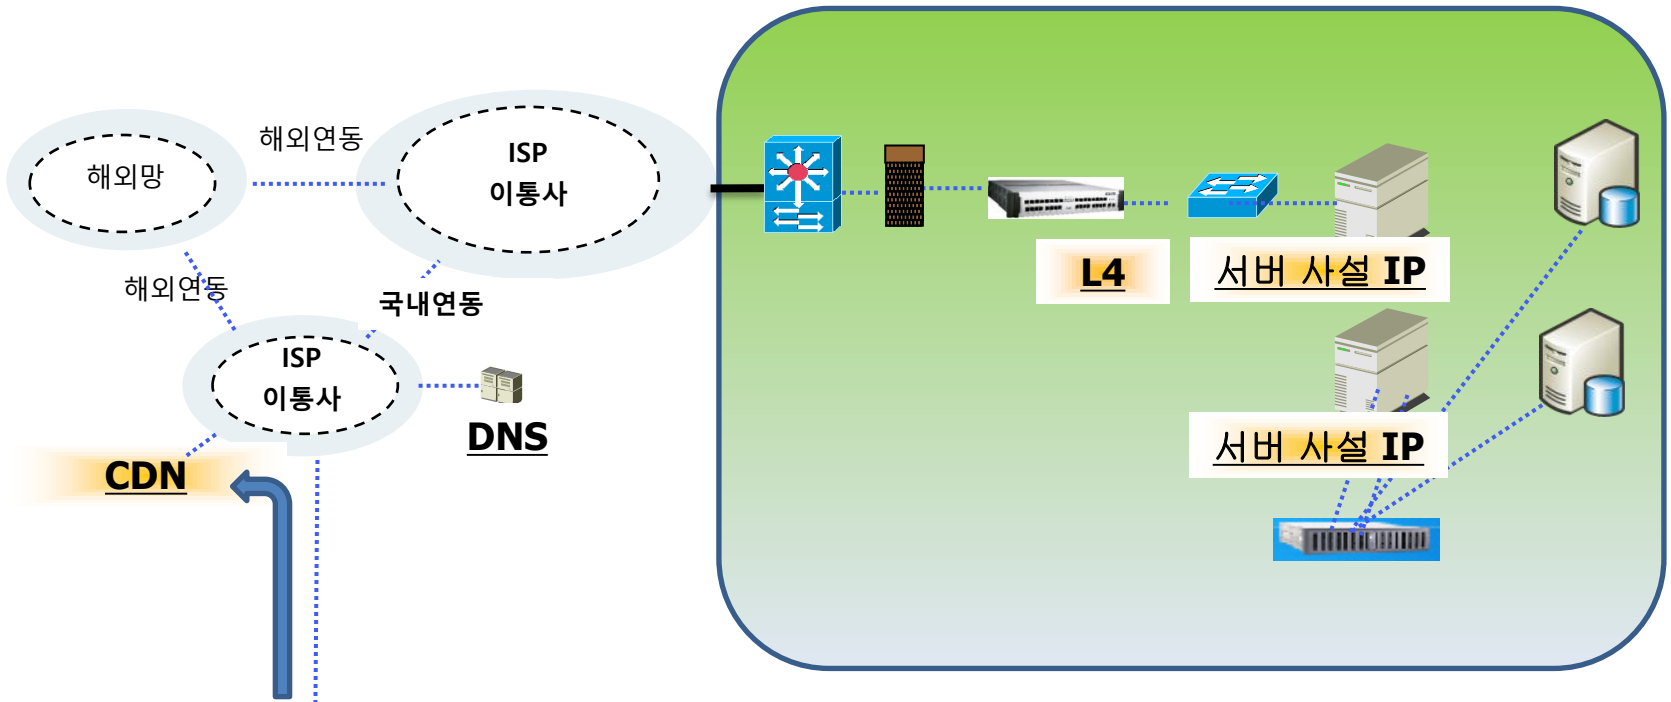 해외연동
ISP
이통사
해외망
L4
서버 사설 IP
해외연동
국내연동
ISP
이통사
DNS
서버 사설 IP
CDN